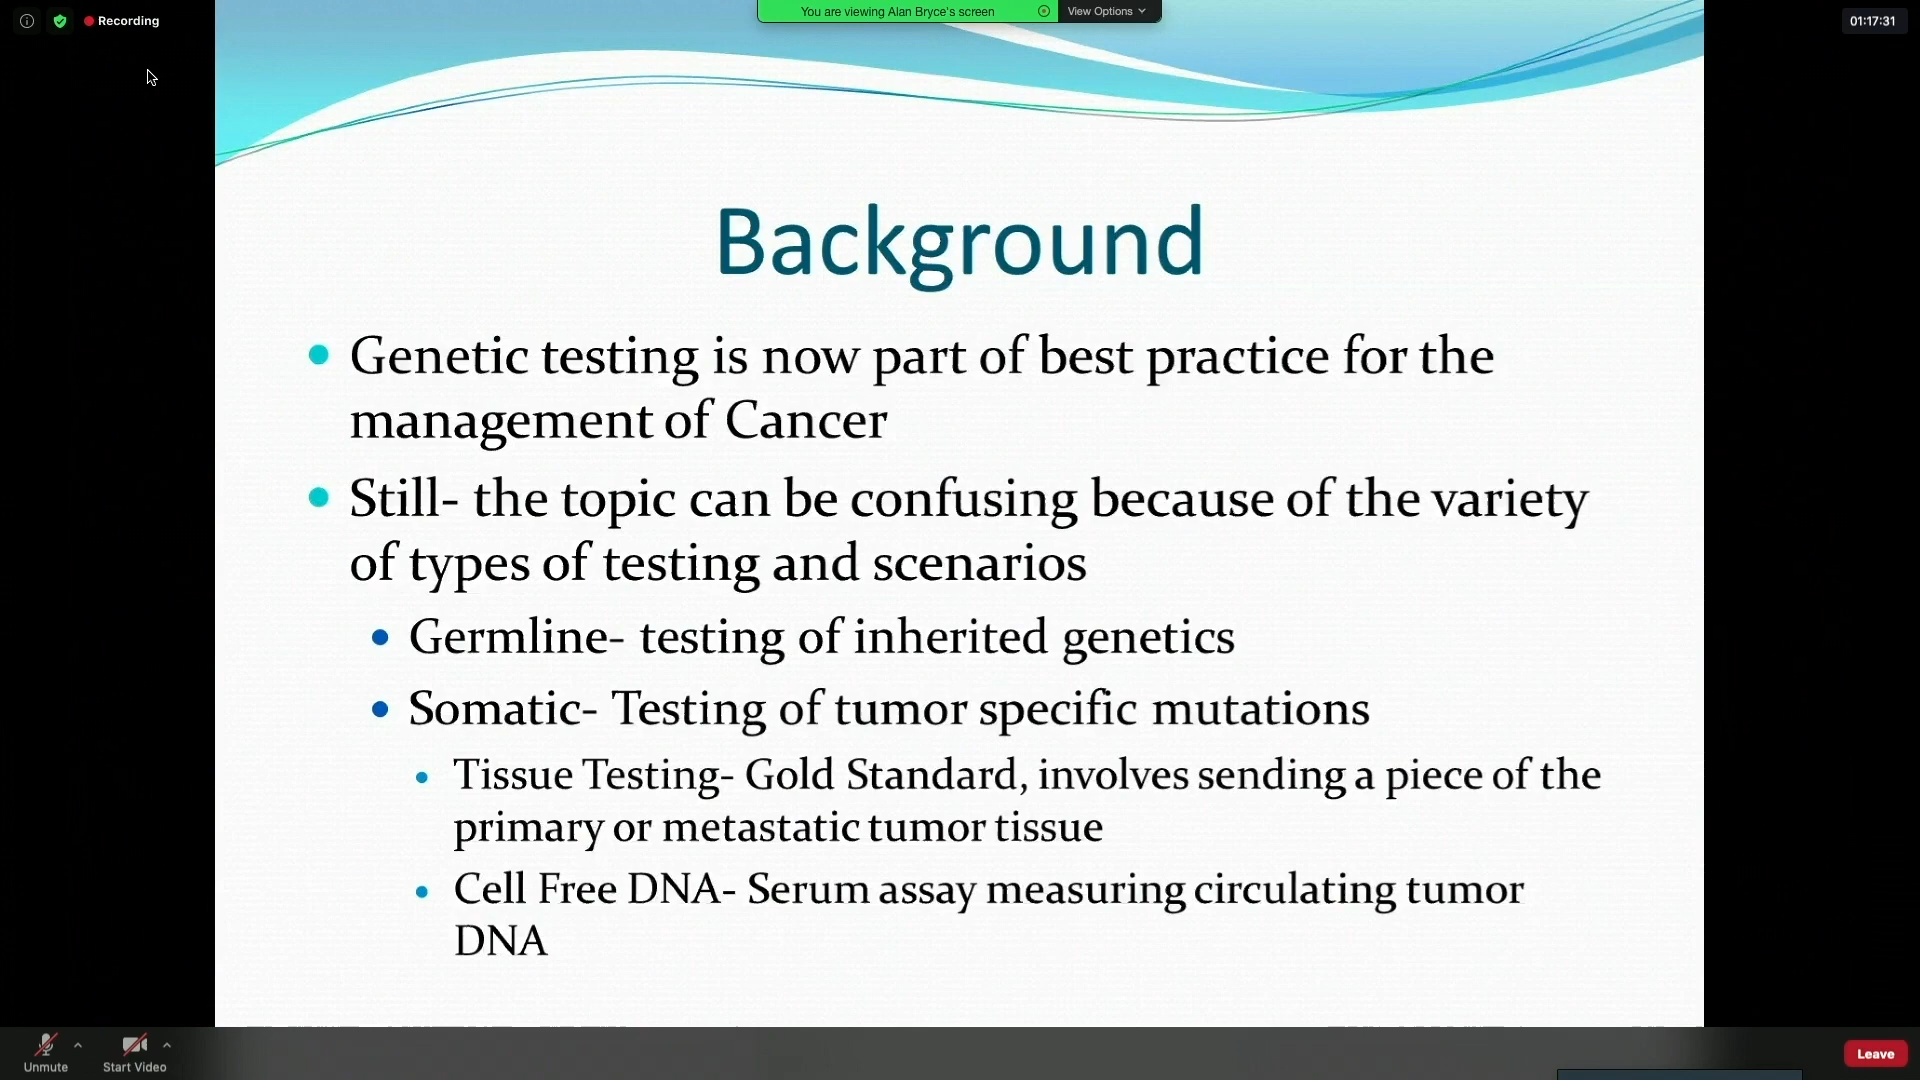 Recording
You are viewing Alan Bryce's screen
View Options
01:17:31
Background
Genetic testing is now part of best practice for the
management of Cancer
Still- the topic can be confusing because of the variety
of types of testing and scenarios
Germline- testing of inherited genetics
Somatic- Testing of tumor specific mutations
Tissue Testing- Gold Standard, involves sending a piece of the
primary or metastatic tumor tissue
Cell Free DNA- Serum assay measuring circulating tumor
DNA
Unmute
Start Video
Leave